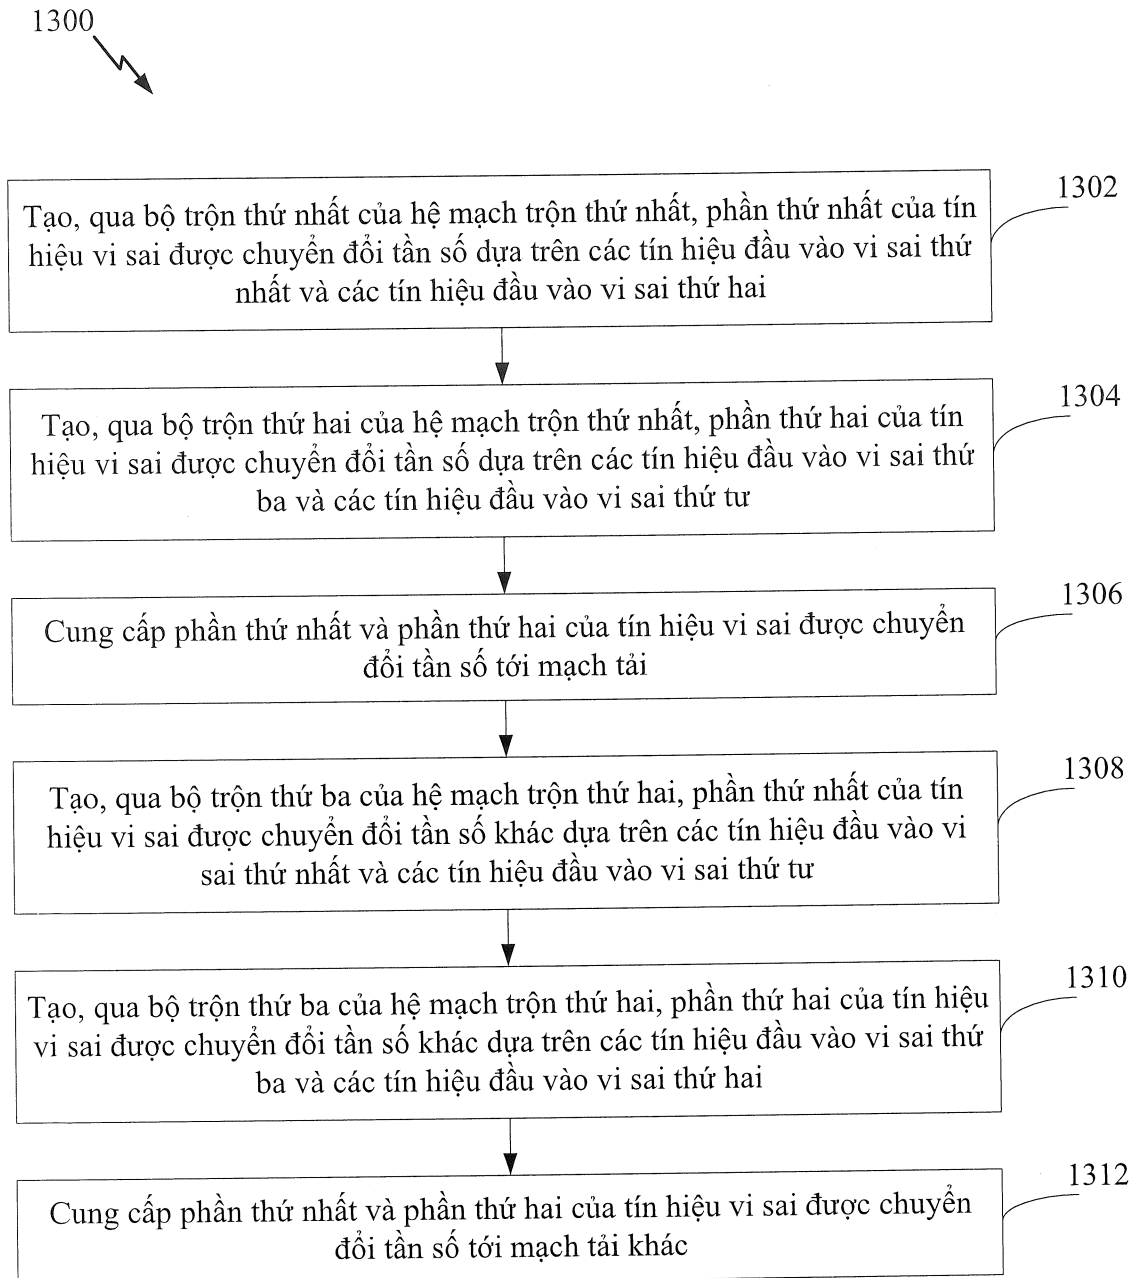 1300
1302
Tạo, qua bộ trộn thứ nhất của hệ mạch trộn thứ nhất, phần thứ nhất của tín
hiệu vi sai được chuyển đổi tần số dựa trên các tín hiệu đầu vào vi sai thứ
nhất và các tín hiệu đầu vào vi sai thứ hai
1304
Tạo, qua bộ trộn thứ hai của hệ mạch trộn thứ nhất, phần thứ hai của tín
hiệu vi sai được chuyển đổi tần số dựa trên các tín hiệu đầu vào vi sai thứ
ba và các tín hiệu đầu vào vi sai thứ tư
1306
Cung cấp phần thứ nhất và phần thứ hai của tín hiệu vi sai được chuyển
đổi tần số tới mạch tải
1308
Tạo, qua bộ trộn thứ ba của hệ mạch trộn thứ hai, phần thứ nhất của tín
hiệu vi sai được chuyển đổi tần số khác dựa trên các tín hiệu đầu vào vi
sai thứ nhất và các tín hiệu đầu vào vi sai thứ tư
1310
Tạo, qua bộ trộn thứ ba của hệ mạch trộn thứ hai, phần thứ hai của tín hiệu
vi sai được chuyển đổi tần số khác dựa trên các tín hiệu đầu vào vi sai thứ
ba và các tín hiệu đầu vào vi sai thứ hai
1312
Cung cấp phần thứ nhất và phần thứ hai của tín hiệu vi sai được chuyển
đổi tần số tới mạch tải khác